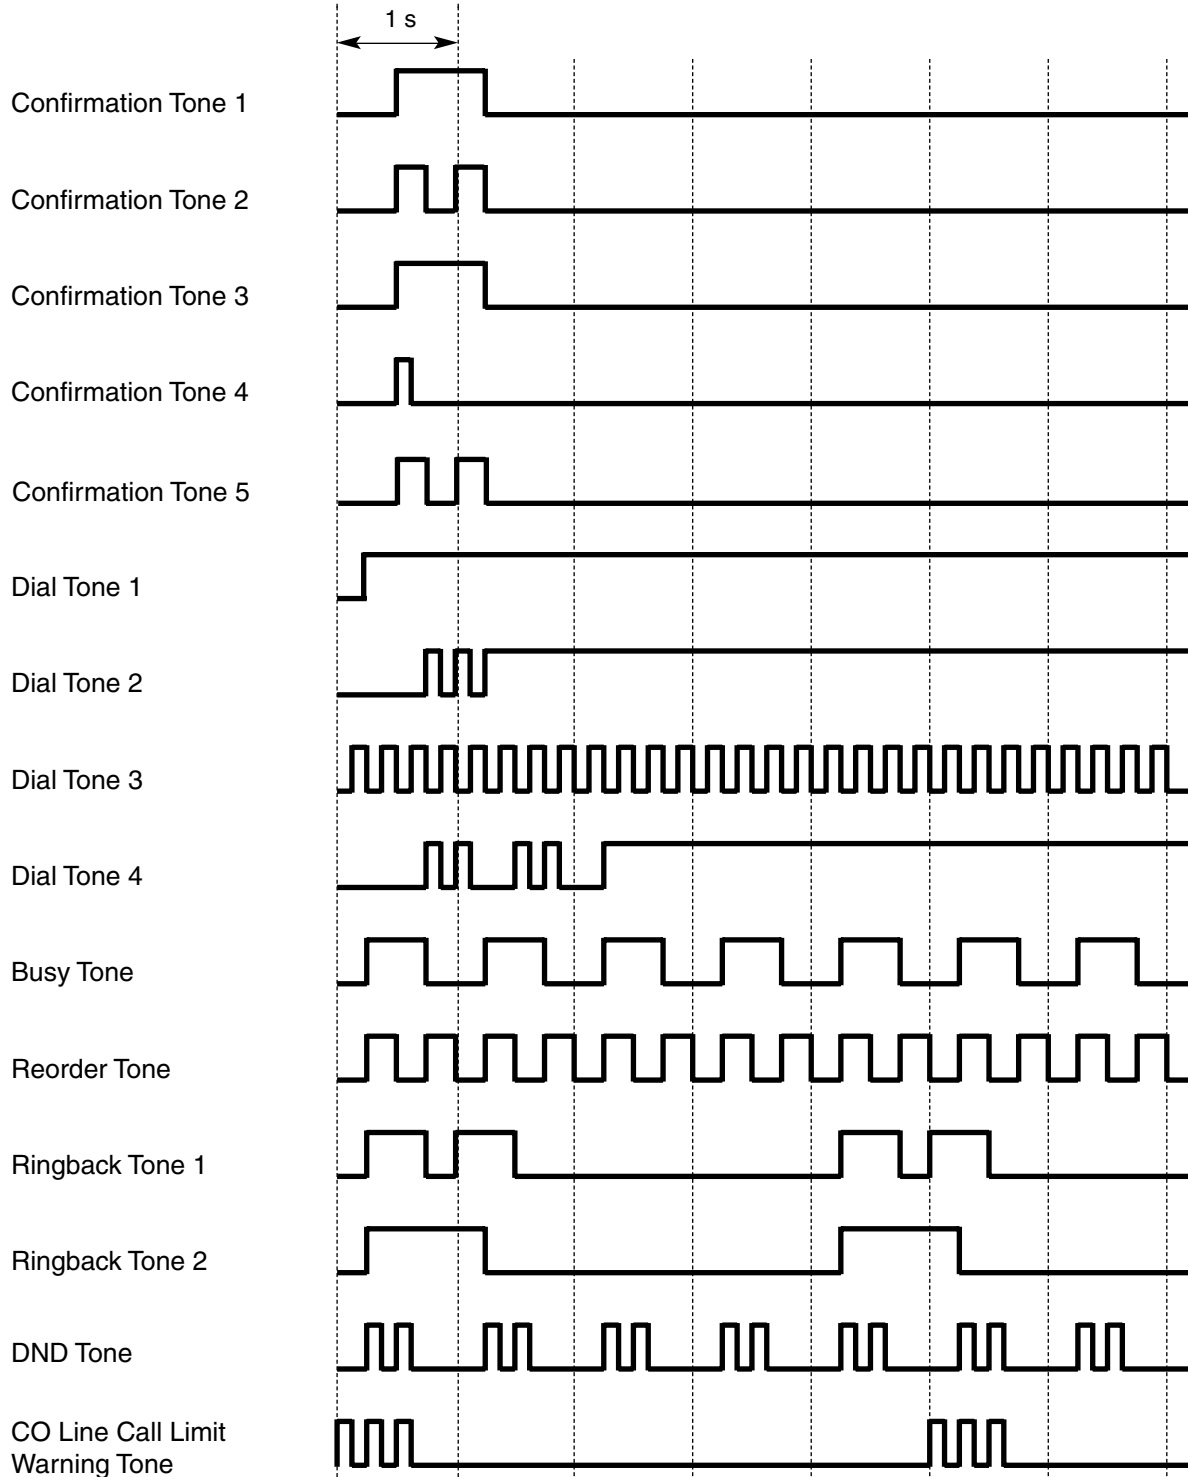 1 s
Confirmation Tone 1
Confirmation Tone 2
Confirmation Tone 3
Confirmation Tone 4
Confirmation Tone 5
Dial Tone 1
Dial Tone 2
Dial Tone 3
Dial Tone 4
Busy Tone
Reorder Tone
Ringback Tone 1
Ringback Tone 2
DND Tone
CO Line Call Limit
Warning Tone